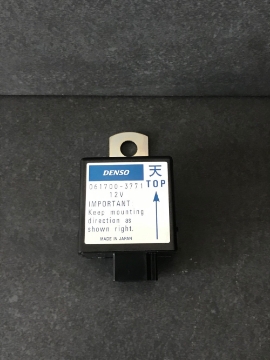 DENSO
天
061700-3771
TOP
12V
IMPORTANT
Keep mounting
direction as
shown right.
MADE IN JAPAN